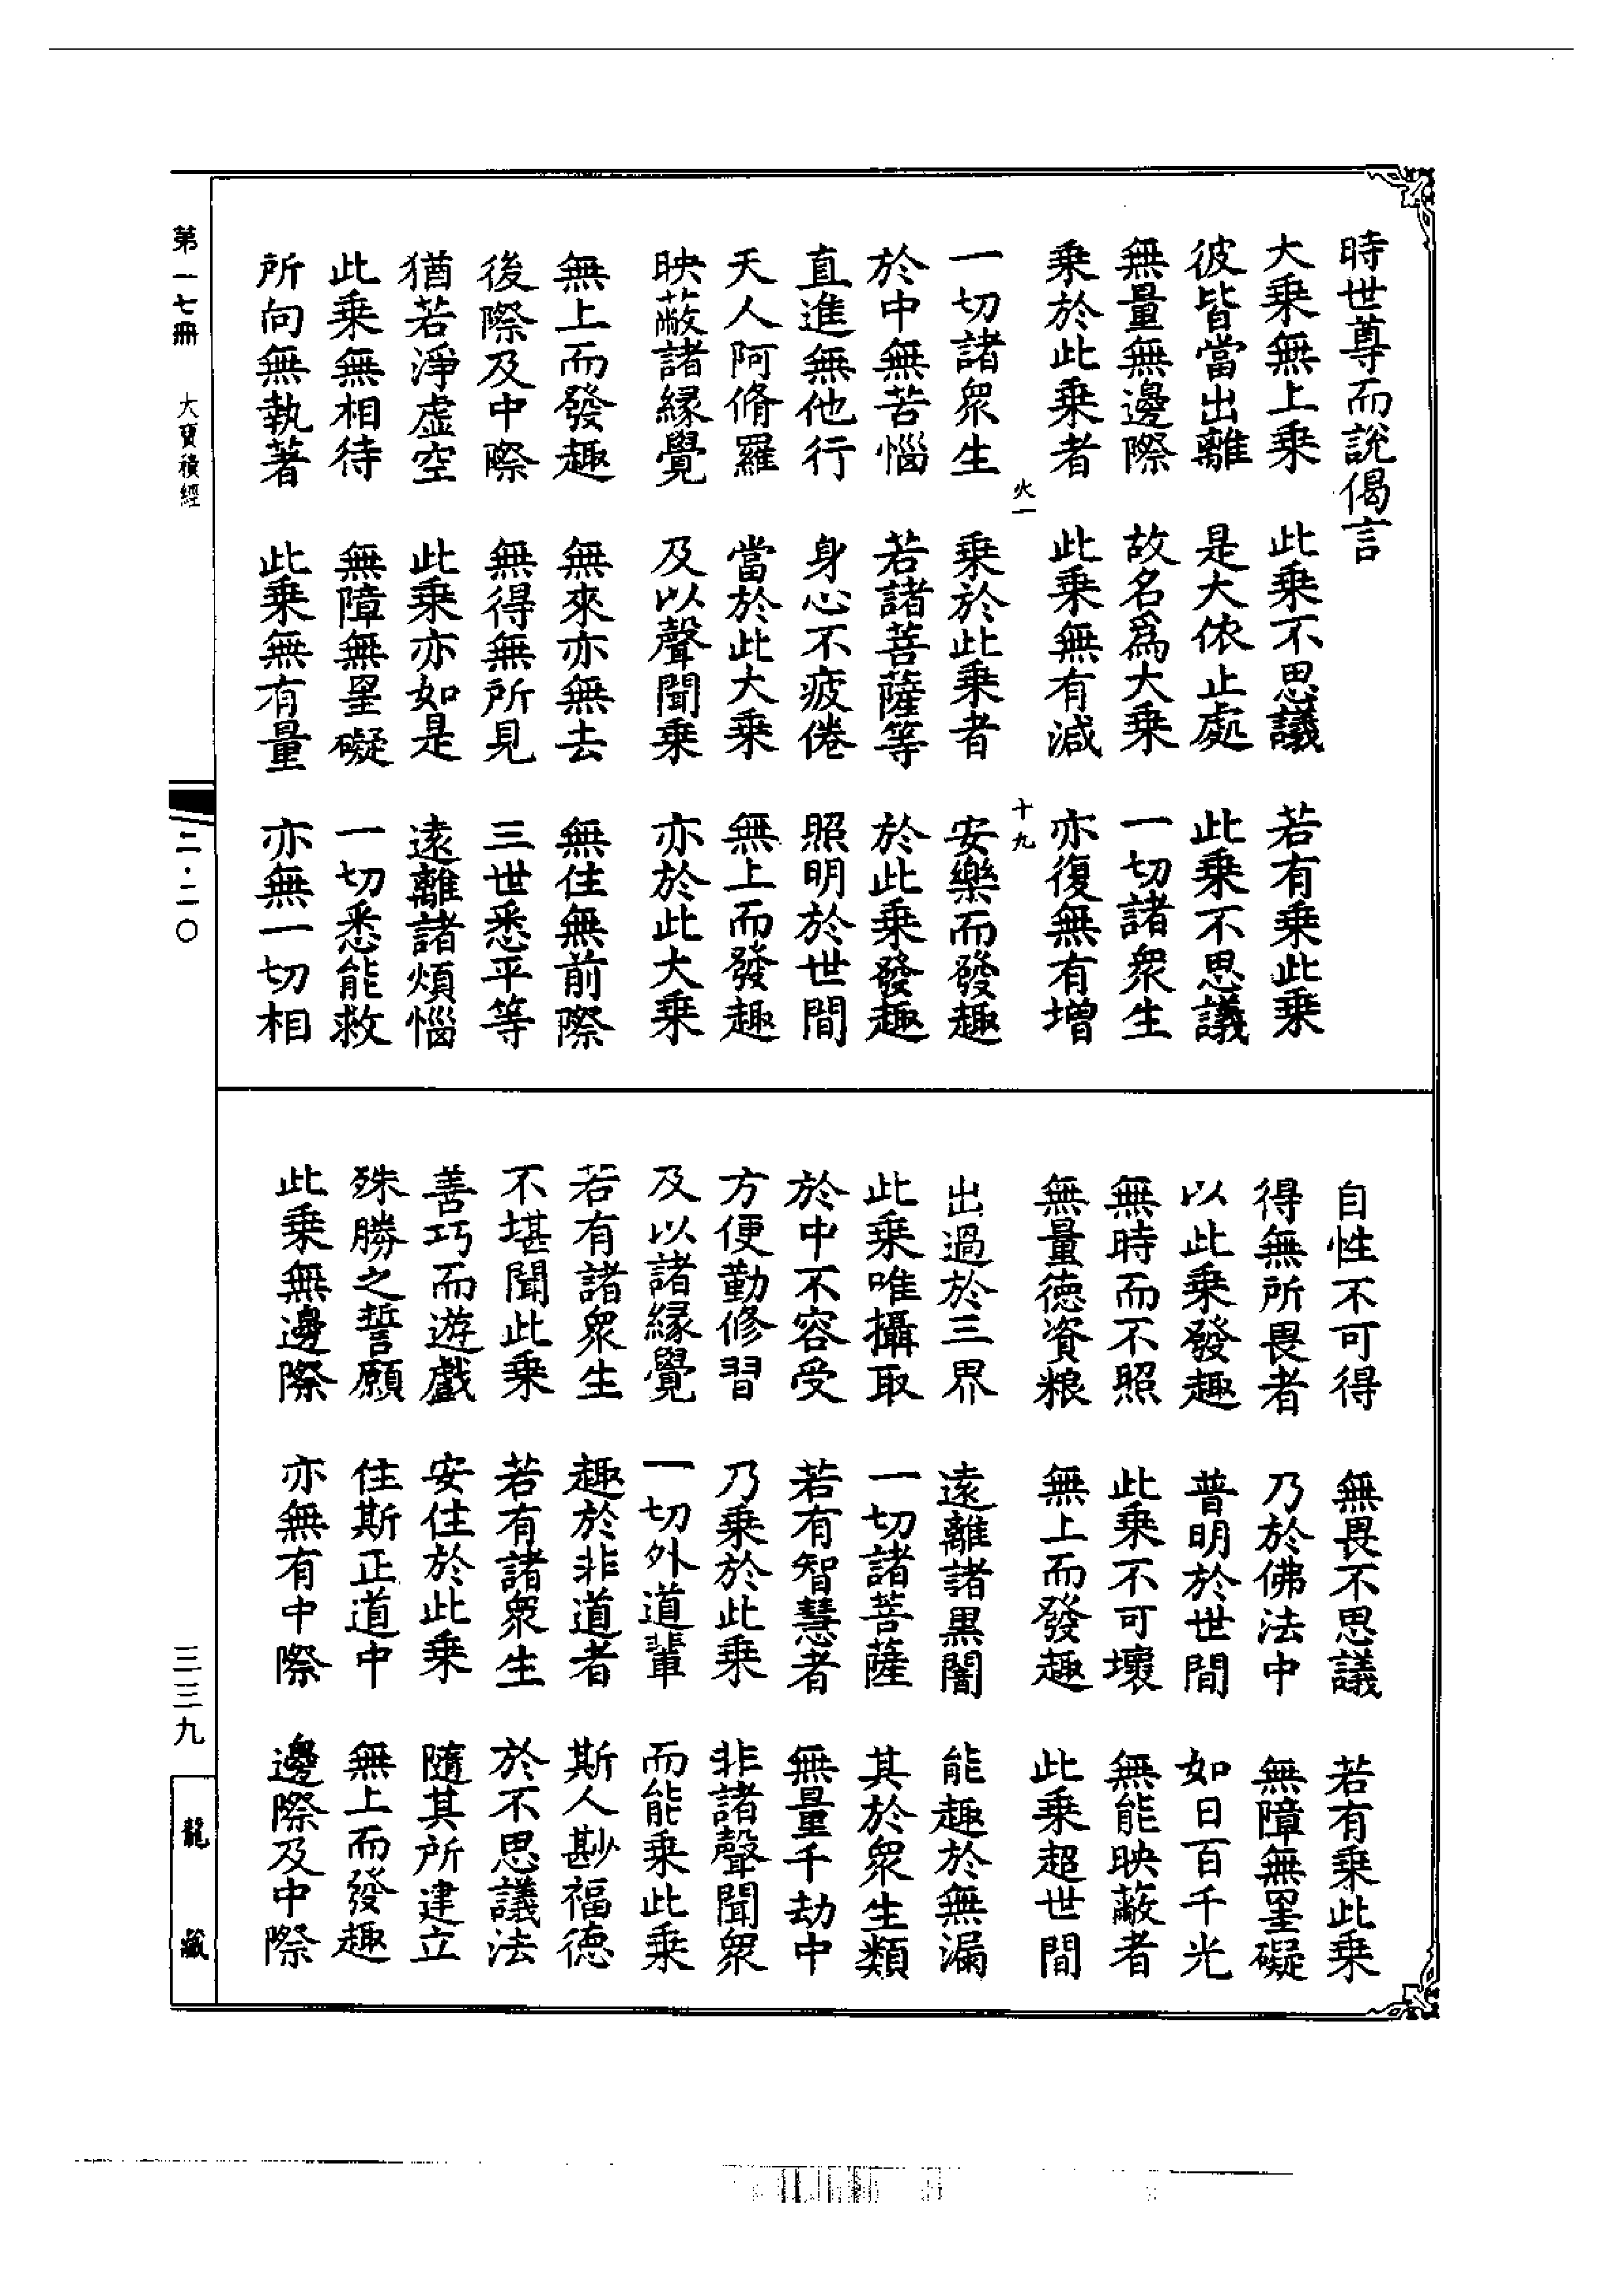 時世尊而說偈言
大乘無上乘　此乘不思議　若有乘此乘
彼皆當出離　是大依止處　此乘不思議
無量無邊際　故名為大乘　一切諸眾生
乘於此乘者　此乘無有減　亦復無有增
火一　十九
一切諸眾生　乘於此乘者　安樂而發趣
於中無苦惱　若諸菩薩等　於此乘發趣
直進無他行　身心不疲倦　照明於世間
天人阿脩羅　當於此大乘　無上而發趣
映蔽諸緣覺　及以聲聞乘　亦於此大乘
無上而發趣　無來亦無去　無住無前際
後際及中際　無得無所見　三世悉平等
猶若淨虛空　此乘亦如是　遠離諸煩惱
此乘無相待　無障無罣礙　一切悉能救
所向無執著　此乘無有量　亦無一切相
自性不可得　無畏不思議　若有乘此乘
得無所畏者　乃於佛法中　無障無罣礙
以此乘發趣　普明於世間　如日百千光
無時而不照　此乘不可壞　無能映蔽者
無量德資粮　無上而發趣　此乘超世間
出過於三界　遠離諸黑闇　能趣於無漏
此乘唯攝取　一切諸菩薩　其於眾生類
於中不容受　若有智慧者　無量千劫中
方便勤修習　乃乘於此乘　非諸聲聞眾
及以諸緣覺　一切外道輩　而能乘此乘
若有諸眾生　趣於非道者　斯人尠福德
不堪聞此乘　若有諸眾生　於不思議法
善巧而遊戲　安住於此乘　隨其所建立
殊勝之誓願　住斯正道中　無上而發趣
此乘無邊際　亦無有中際　邊際及中際
第一七冊　大寶積經　二·二〇　三三九　龍藏